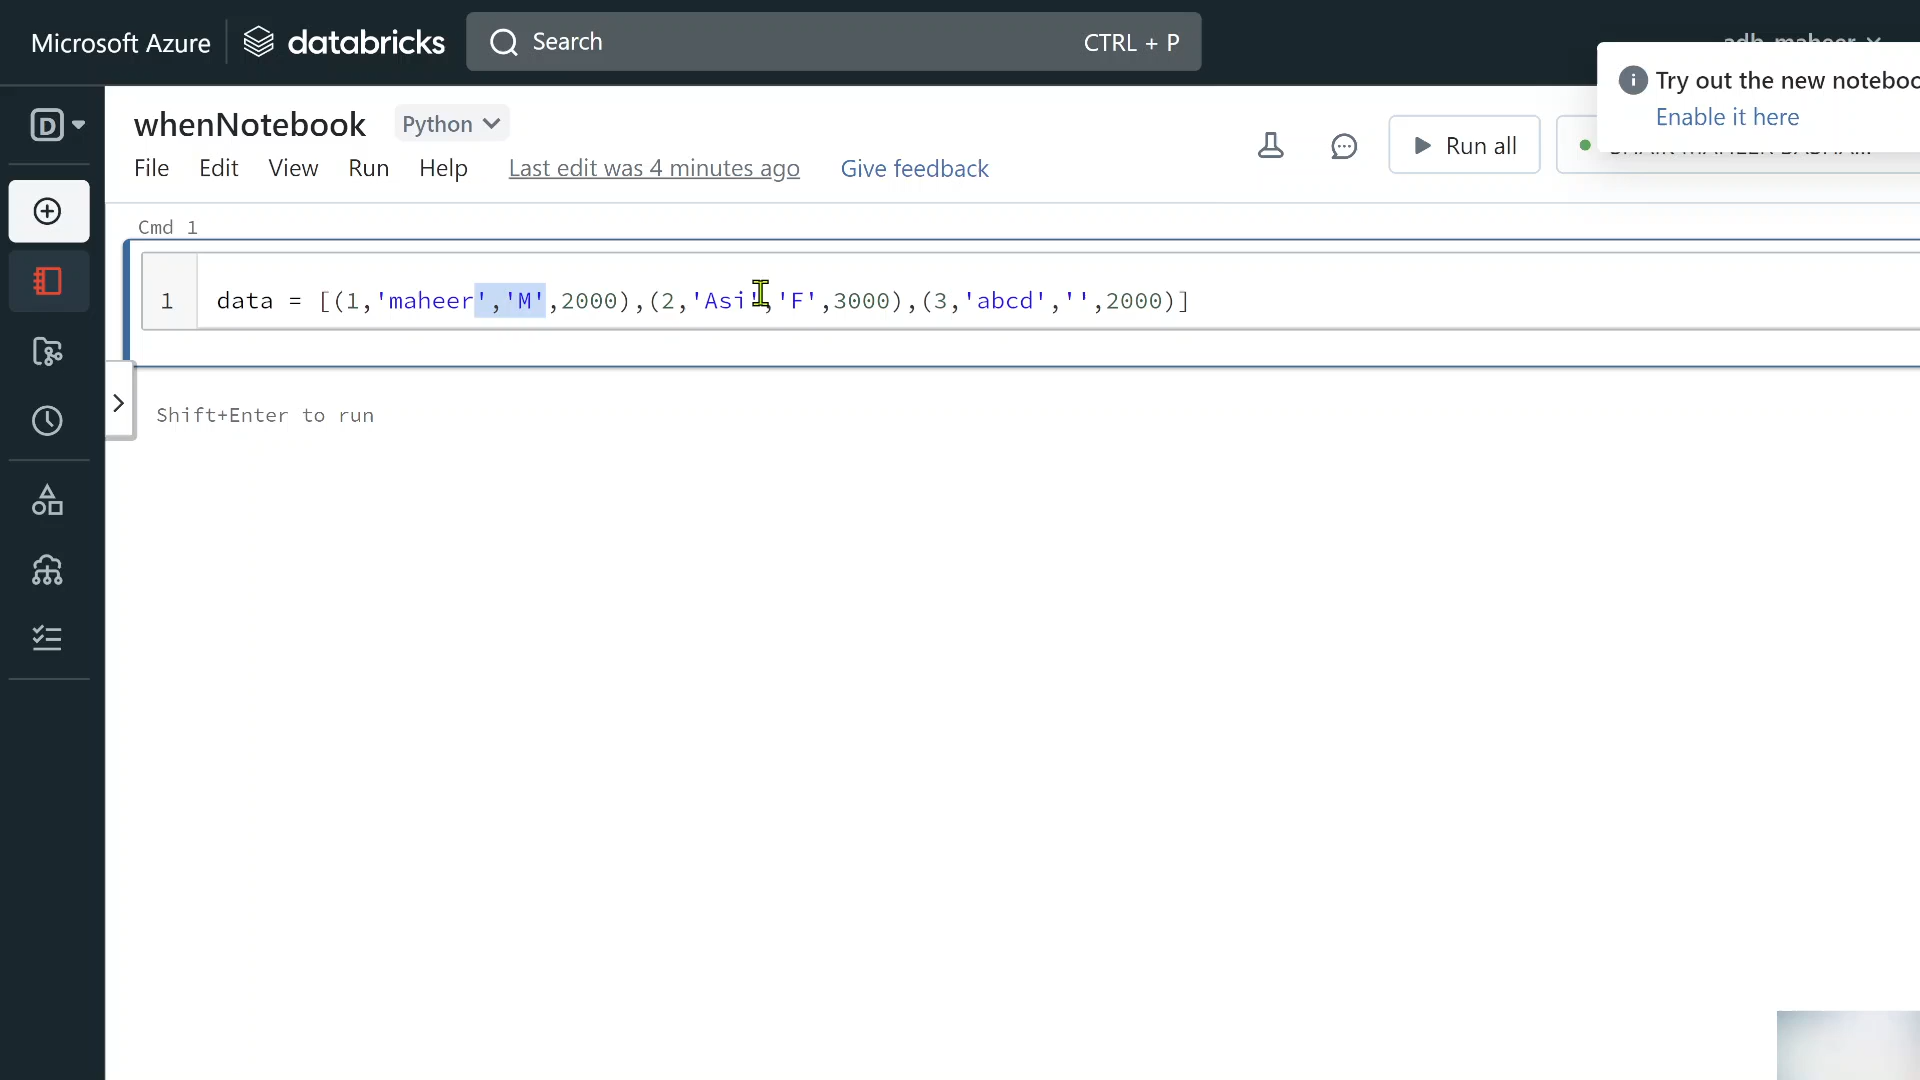 Microsoft Azure databricks Search CTRL + P
Try out the new noteboo
Enable it here
whenNotebook Python
File Edit View Run Help Last edit was 4 minutes ago Give feedback
Run all
Cmd 1
1 data = [(1,'maheer','M',2000),(2,'Asi','F',3000),(3,'abcd','',2000)]
Shift+Enter to run